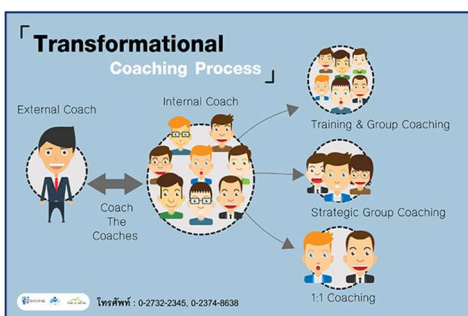 「Transformational
Coaching Process」
External Coach
Internal Coach
Coach
The
Coaches
Training & Group Coaching
Strategic Group Coaching
1:1 Coaching
โทรศัพท์ : 0-2732-2345, 0-2374-8638